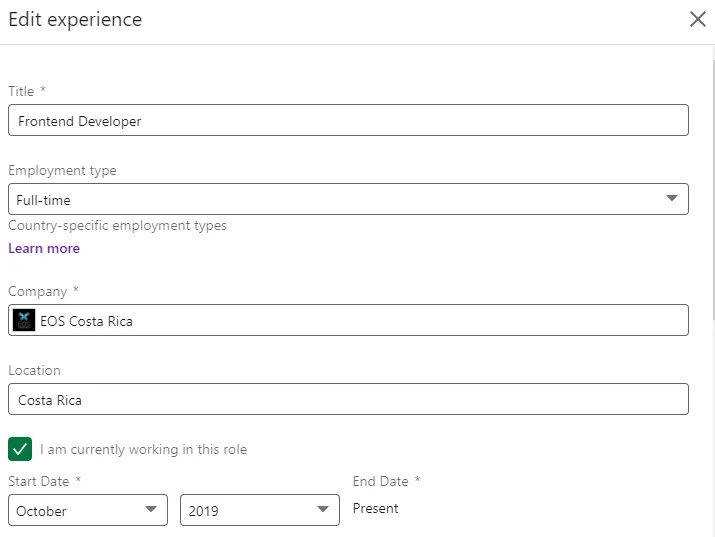 Edit experience
Title *
Frontend Developer
Employment type
Full-time
Country-specific employment types
Learn more
Company *
EOS Costa Rica
Location
Costa Rica
I am currently working in this role
Start Date * End Date *
October 2019 Present